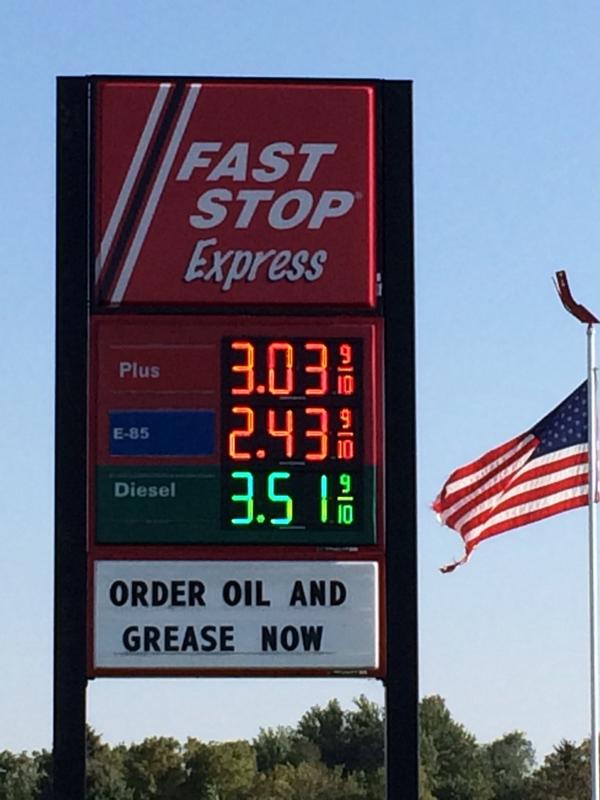 FAST
STOP
Express
Plus 3.03 9/10
E-85 2.43 9/10
Diesel 3.51 9/10
ORDER OIL AND
GREASE NOW